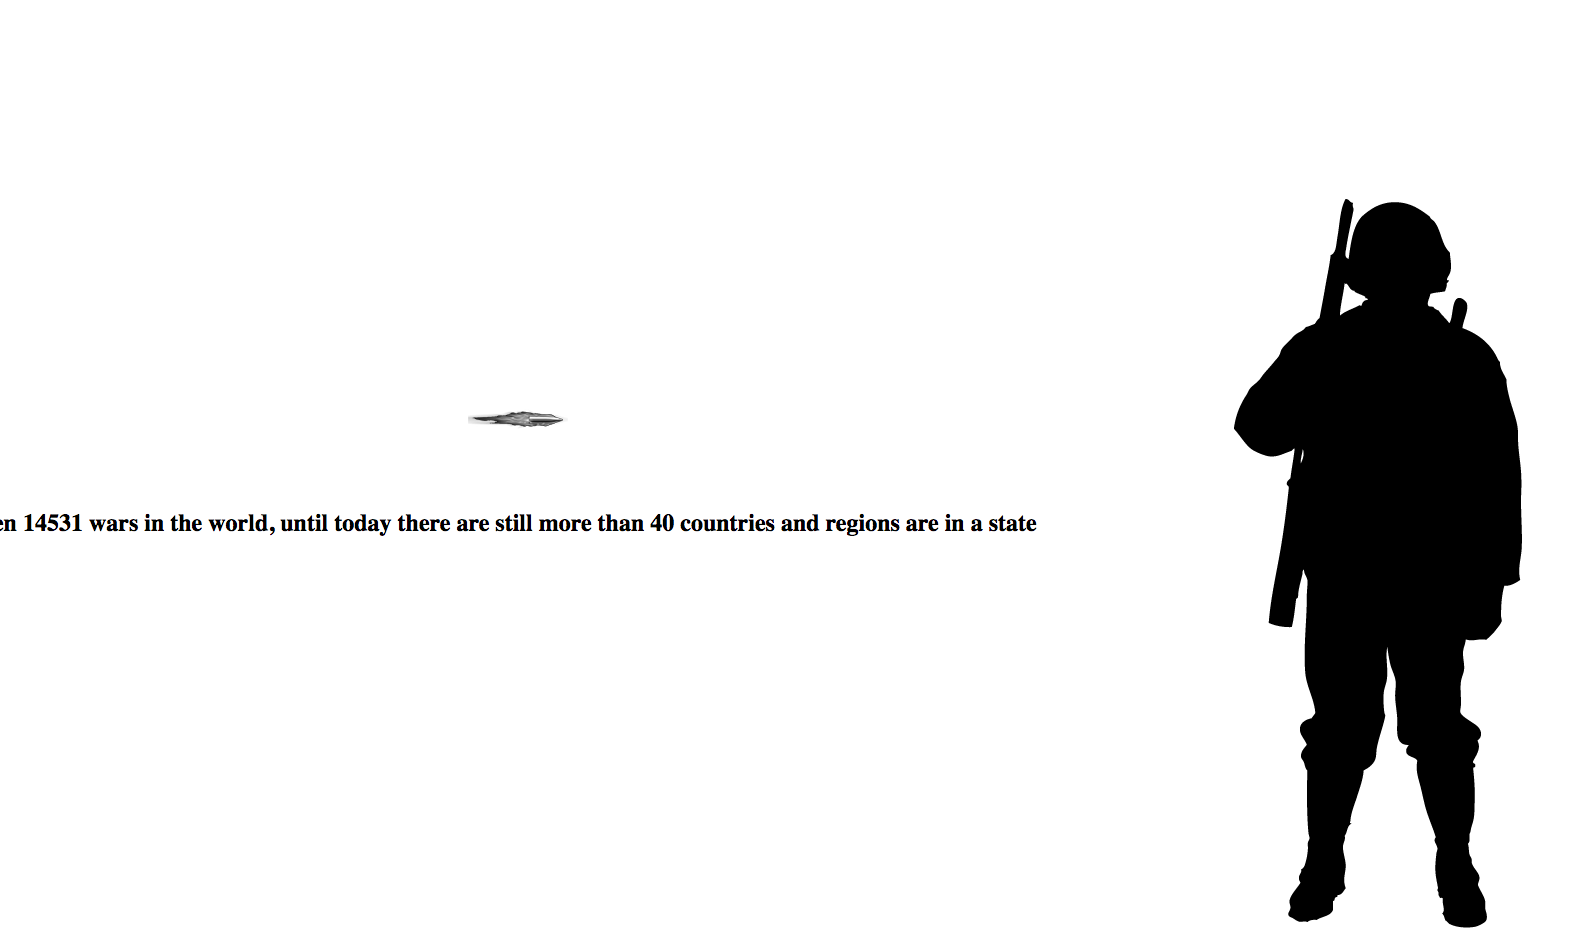 en 14531 wars in the world, until today there are still more than 40 countries and regions are in a state